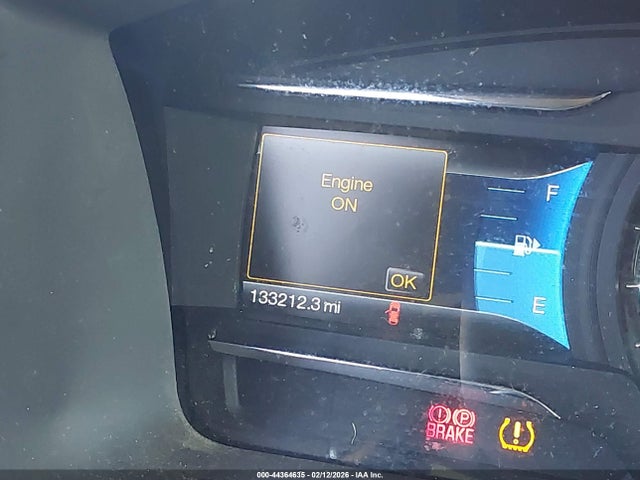 Engine
ON
OK
133212.3 mi
F
E
(!) (P)
BRAKE
!
000-44364635 - 02/12/2026 - IAA Inc.